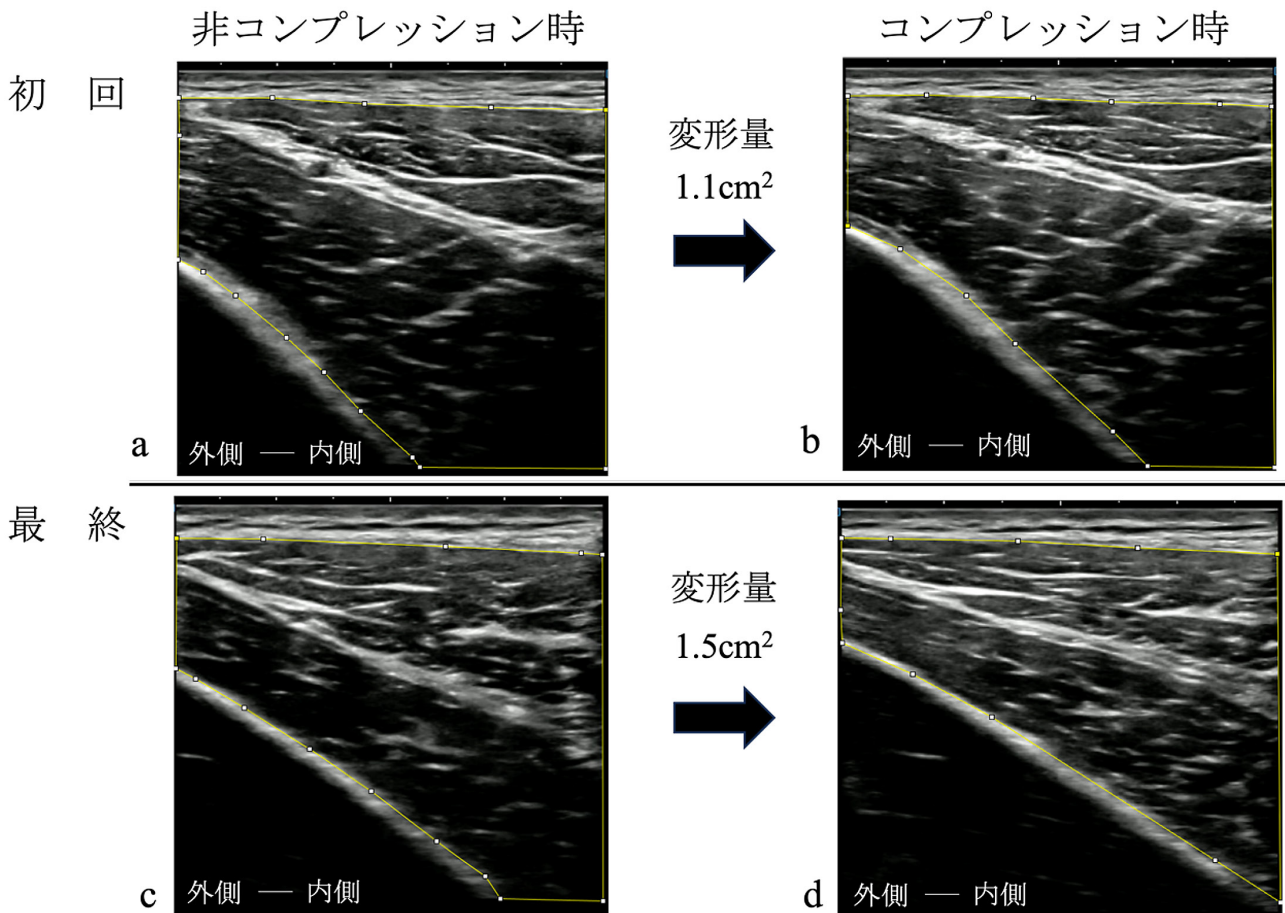 非コンプレッション時
コンプレッション時
初 回
変形量
1.1cm²
a
外側 — 内側
b
外側 — 内側
最 終
変形量
1.5cm²
c
外側 — 内側
d
外側 — 内側